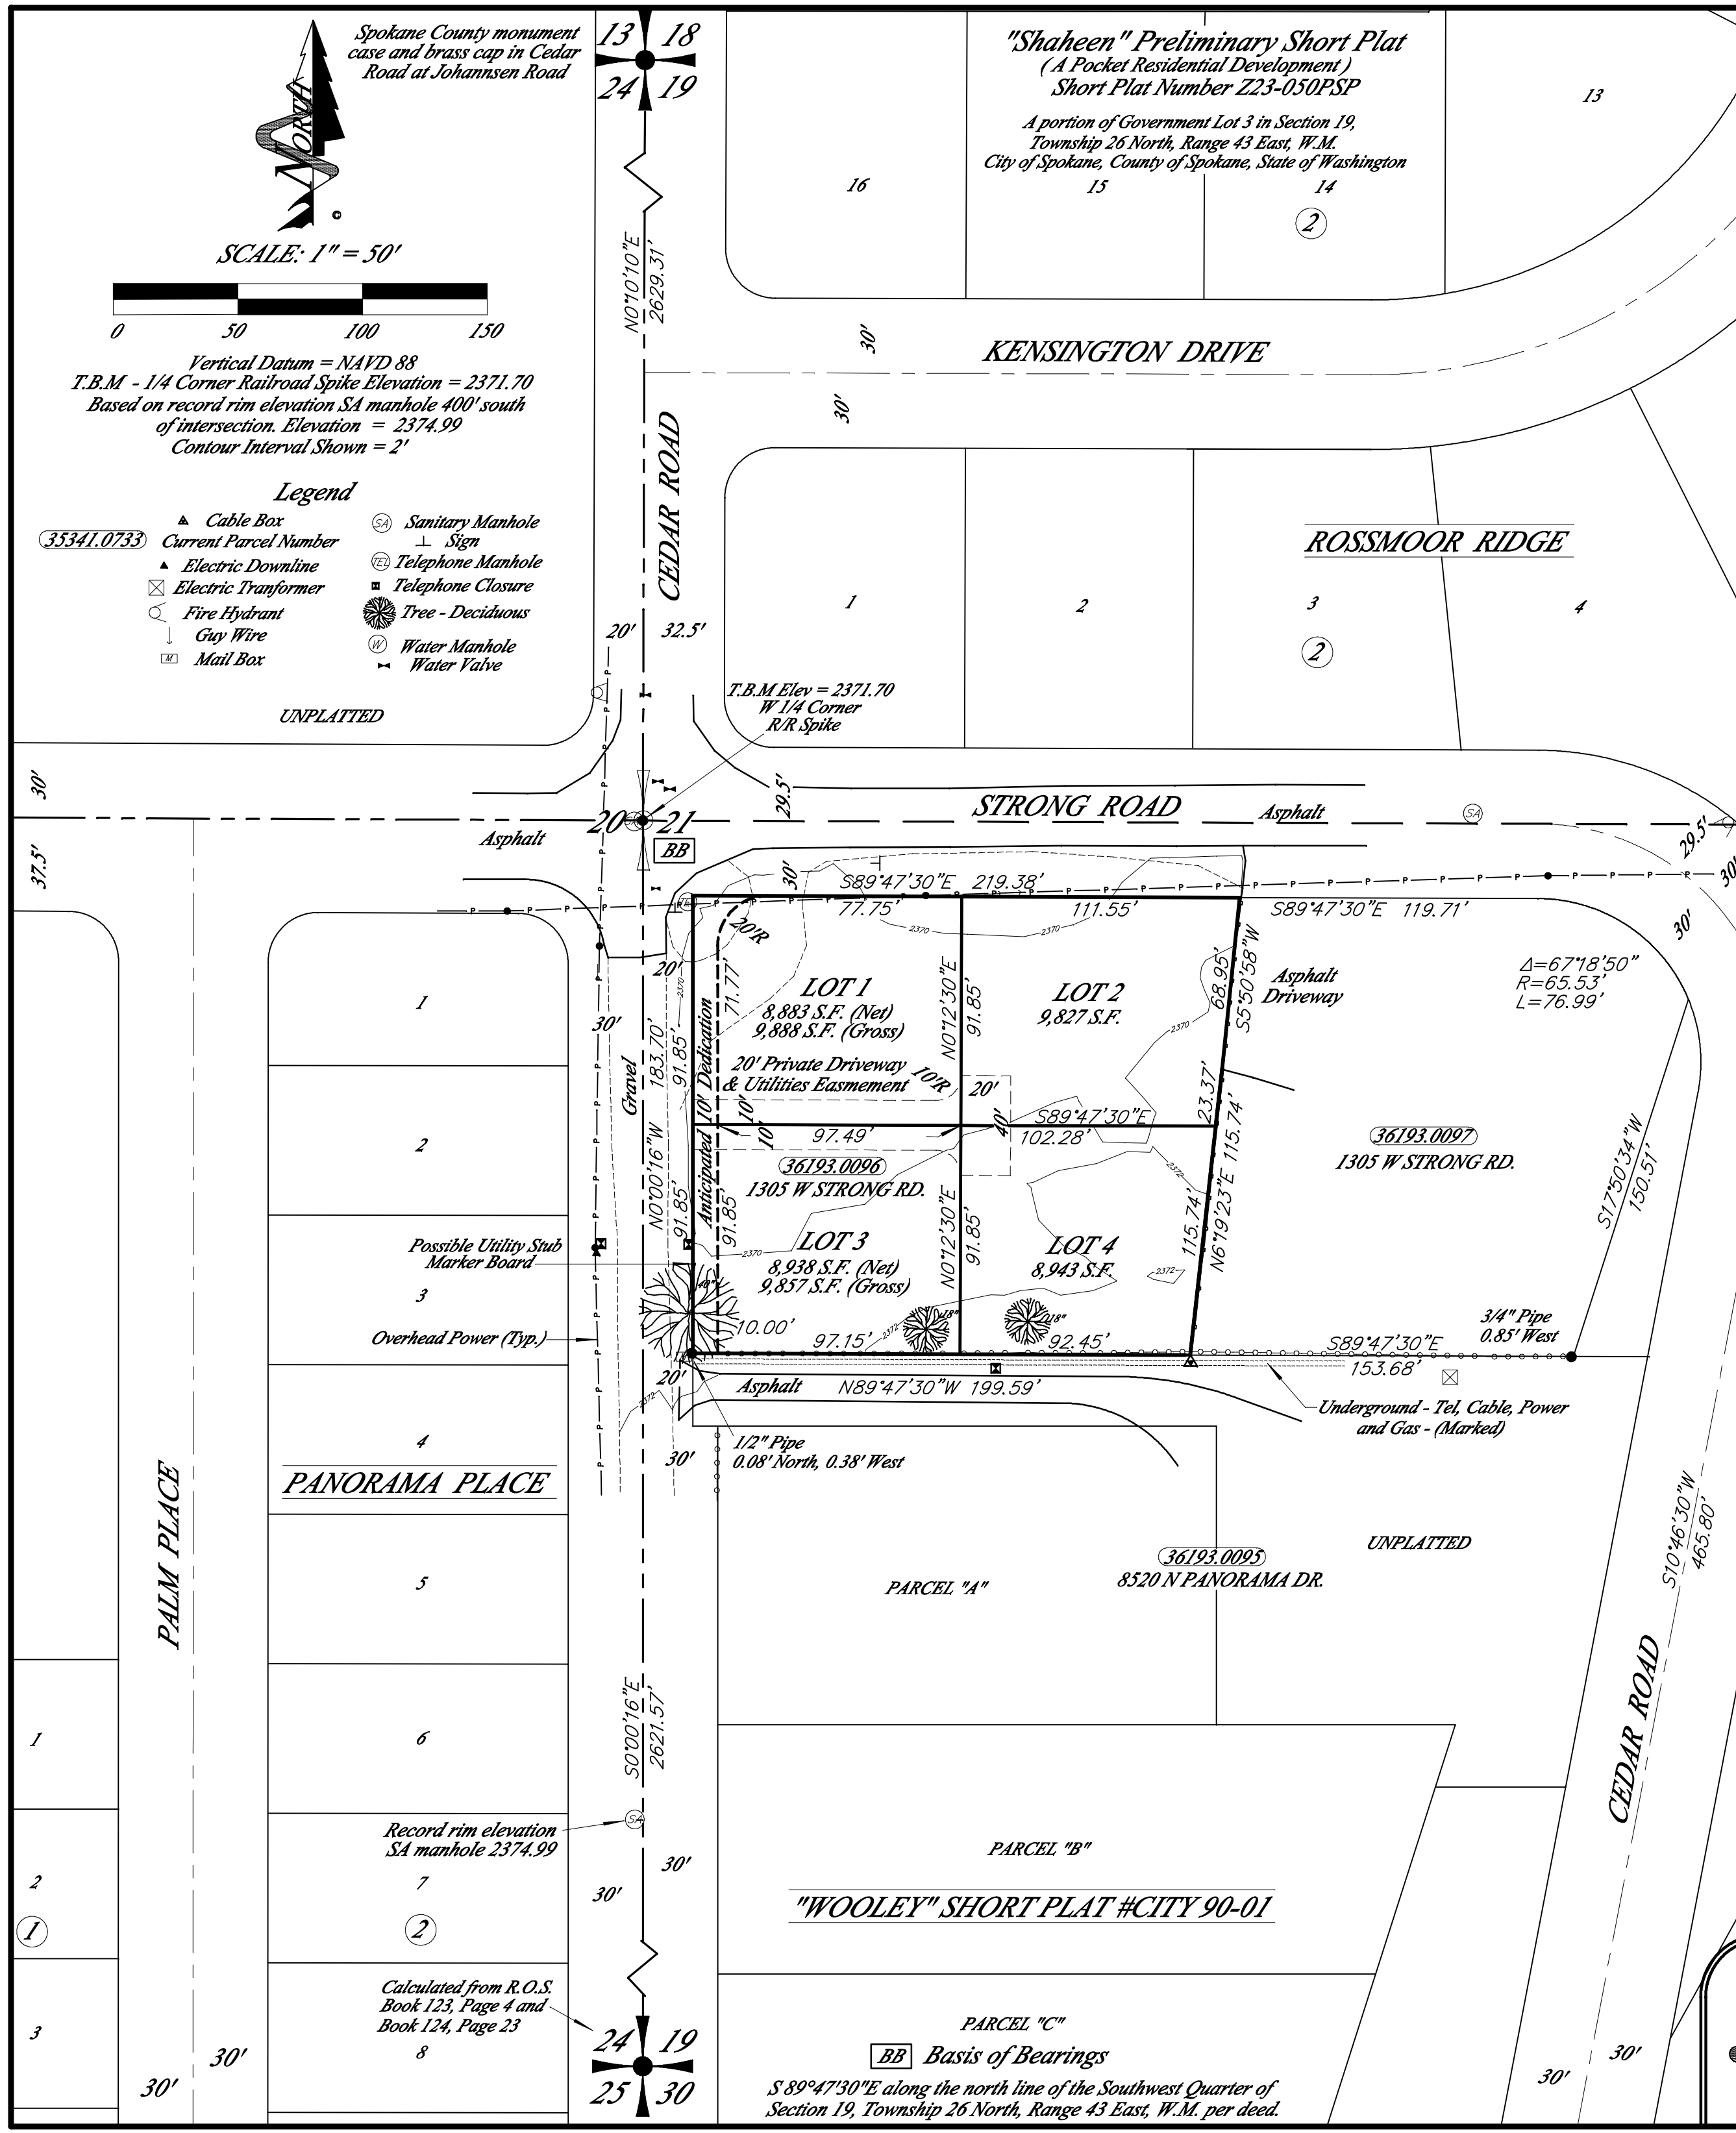 Spokane County monument
case and brass cap in Cedar
Road at Johannsen Road
13 18
24 19
"Shaheen" Preliminary Short Plat
( A Pocket Residential Development )
Short Plat Number Z23-050PSP
A portion of Government Lot 3 in Section 19,
Township 26 North, Range 43 East, W.M.
City of Spokane, County of Spokane, State of Washington
13
16
15
14
2
NORTH
©
SCALE: 1" = 50'
0 50 100 150
Vertical Datum = NAVD 88
T.B.M - 1/4 Corner Railroad Spike Elevation = 2371.70
Based on record rim elevation SA manhole 400' south
of intersection. Elevation = 2374.99
Contour Interval Shown = 2'
N0°10'10"E
2629.31'
30'
KENSINGTON DRIVE
30'
CEDAR ROAD
Legend
Cable Box
35341.0733 Current Parcel Number
Electric Downline
Electric Tranformer
Fire Hydrant
Guy Wire
M Mail Box
SA Sanitary Manhole
Sign
TEL Telephone Manhole
Telephone Closure
Tree - Deciduous
W Water Manhole
Water Valve
ROSSMOOR RIDGE
1
2
3
4
2
20' 32.5'
UNPLATTED
T.B.M Elev = 2371.70
W 1/4 Corner
R/R Spike
30'
29.5'
STRONG ROAD
Asphalt
SA
20 21
Asphalt
BB
37.5'
29.5'
30'
30'
30'
S89°47'30"E 219.38'
77.75'
111.55'
S89°47'30"E 119.71'
20'R
2370
2370
20'
2370
71.77'
LOT 1
8,883 S.F. (Net)
9,888 S.F. (Gross)
N0°12'30"E
91.85'
LOT 2
9,827 S.F.
68.95'
S5°50'58"W
Asphalt
Driveway
Δ=67°18'50"
R=65.53'
L=76.99'
2370
1
30'
Gravel
183.70'
N0°00'16"W
91.85'
Anticipated 10' Dedication
20' Private Driveway
& Utilities Easmement
10'R
20'
10'
10'
40'
S89°47'30"E
97.49'
102.28'
23.37'
115.74'
N6°19'23"E
115.74'
36193.0097
1305 W STRONG RD.
S17°50'34"W
150.51'
2
36193.0096
1305 W STRONG RD.
2372
91.85'
91.85'
N0°12'30"E
91.85'
2370
LOT 3
8,938 S.F. (Net)
9,857 S.F. (Gross)
LOT 4
8,943 S.F.
2372
Possible Utility Stub
Marker Board
3
Overhead Power (Typ.)
40"
18"
18"
10.00'
97.15'
2372
92.45'
3/4" Pipe
0.85' West
S89°47'30"E
153.68'
20'
2372
Asphalt
N89°47'30"W 199.59'
Underground - Tel, Cable, Power
and Gas - (Marked)
1/2" Pipe
0.08' North, 0.38' West
30'
4
PANORAMA PLACE
PALM PLACE
5
PARCEL "A"
36193.0095
8520 N PANORAMA DR.
UNPLATTED
S10°46'30"W
465.80'
CEDAR ROAD
S0°00'16"E
2621.57'
6
1
SA
Record rim elevation
SA manhole 2374.99
PARCEL "B"
30'
30'
2
7
1
2
"WOOLEY" SHORT PLAT #CITY 90-01
Calculated from R.O.S.
Book 123, Page 4 and
Book 124, Page 23
3
8
24 19
25 30
PARCEL "C"
BB Basis of Bearings
S 89°47'30"E along the north line of the Southwest Quarter of
Section 19, Township 26 North, Range 43 East, W.M. per deed.
30'
30'
30'
30'